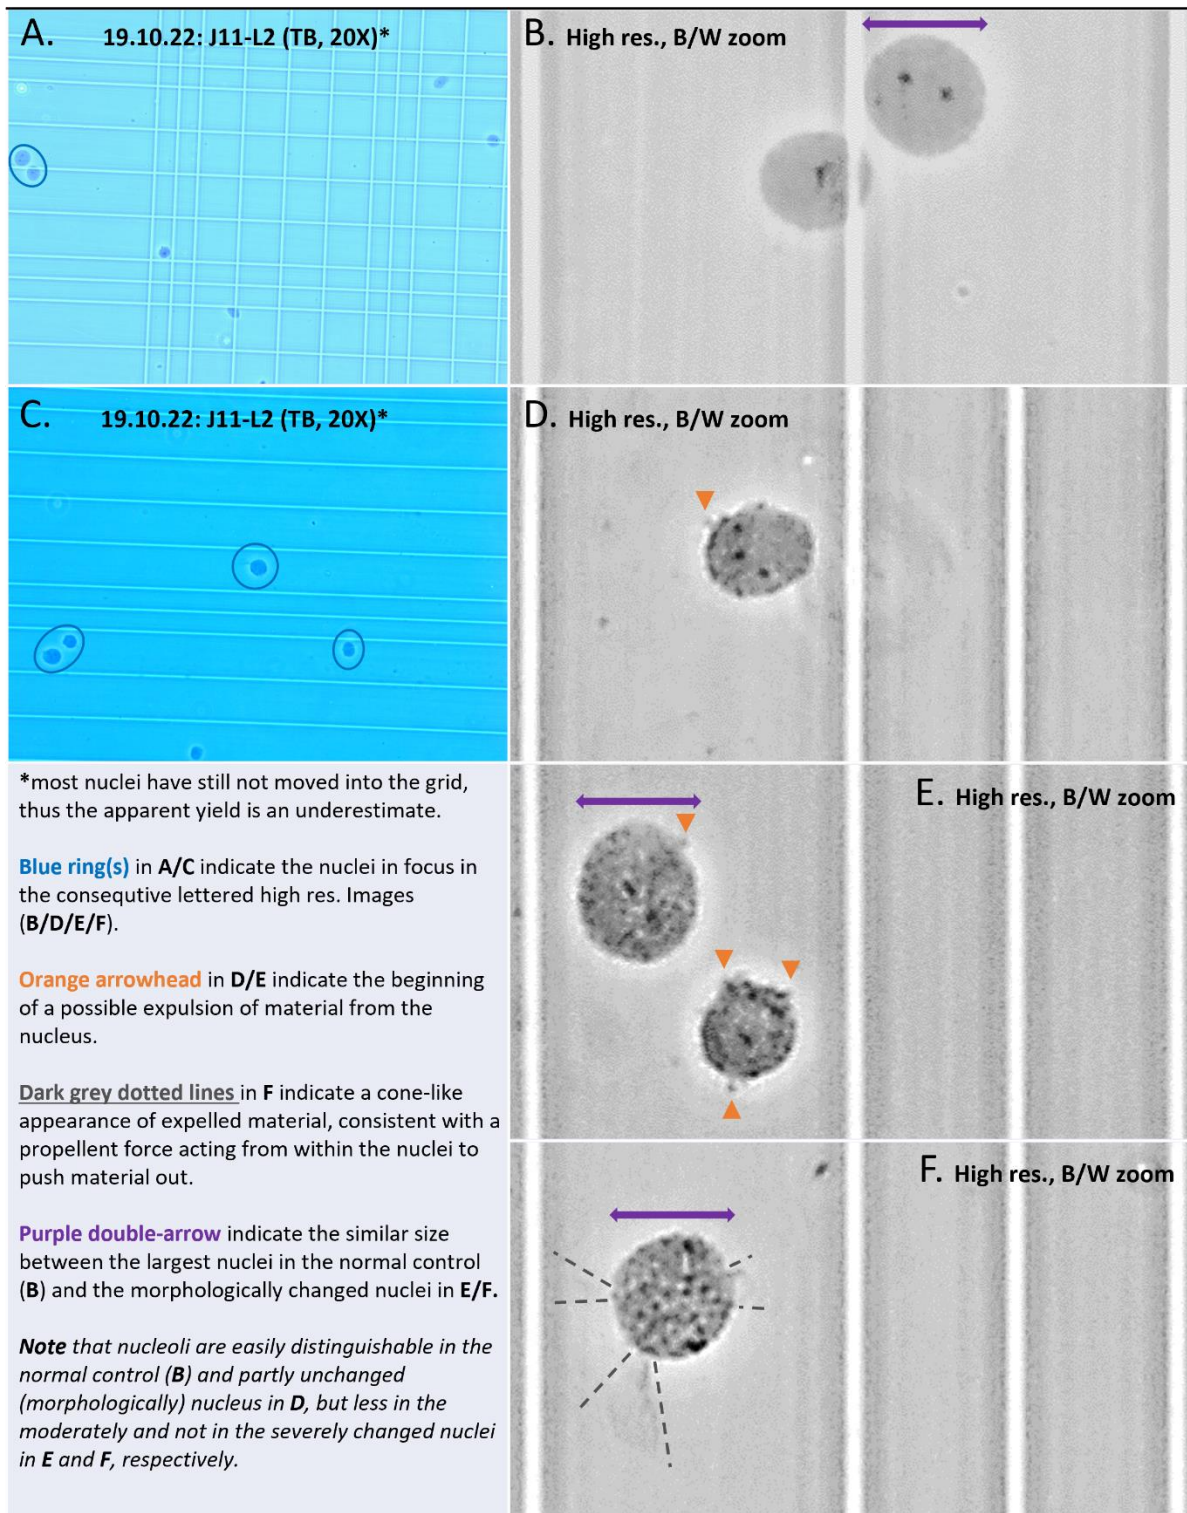 A. 19.10.22: J11-L2 (TB, 20X)*
B. High res., B/W zoom
C. 19.10.22: J11-L2 (TB, 20X)*
D. High res., B/W zoom
E. High res., B/W zoom
F. High res., B/W zoom
*most nuclei have still not moved into the grid,
thus the apparent yield is an underestimate.
Blue ring(s) in A/C indicate the nuclei in focus in
the consequtive lettered high res. Images
(B/D/E/F).
Orange arrowhead in D/E indicate the beginning
of a possible expulsion of material from the
nucleus.
Dark grey dotted lines in F indicate a cone-like
appearance of expelled material, consistent with a
propellent force acting from within the nuclei to
push material out.
Purple double-arrow indicate the similar size
between the largest nuclei in the normal control
(B) and the morphologically changed nuclei in E/F.
Note that nucleoli are easily distinguishable in the
normal control (B) and partly unchanged
(morphologically) nucleus in D, but less in the
moderately and not in the severely changed nuclei
in E and F, respectively.